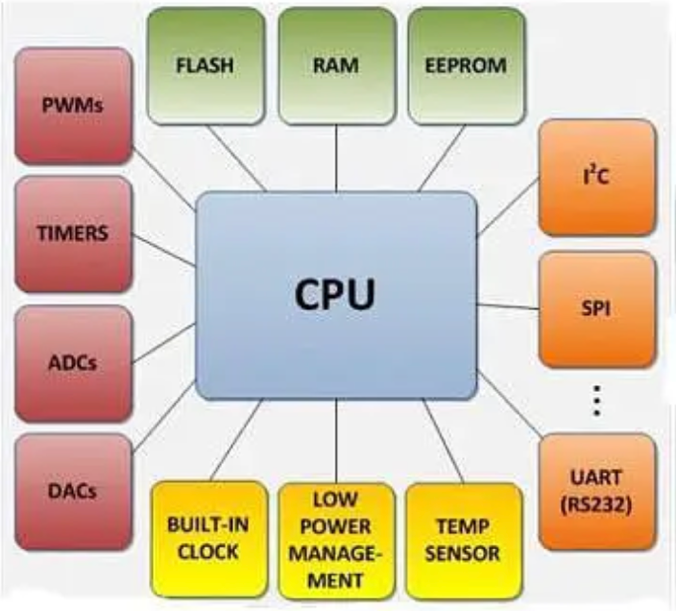 FLASH
RAM
EEPROM
PWMs
TIMERS
ADCs
DACs
CPU
I²C
SPI
UART
(RS232)
BUILT-IN
CLOCK
LOW
POWER
MANAGE-
MENT
TEMP
SENSOR